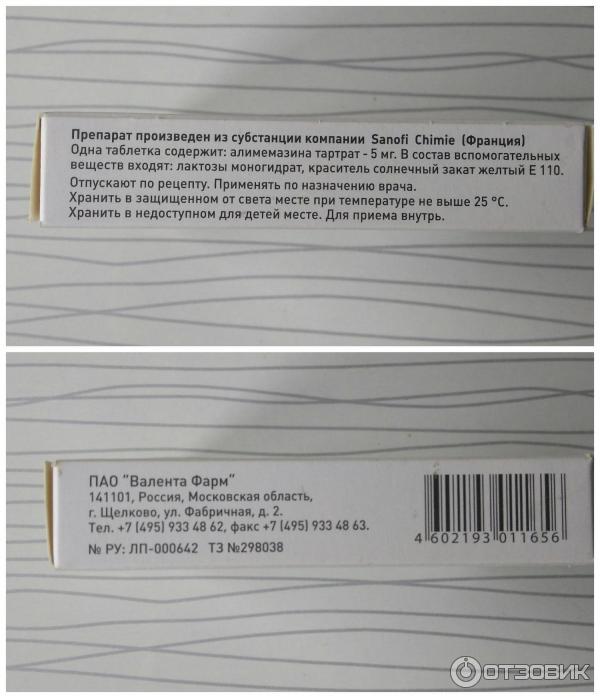 Препарат произведен из субстанции компании Sanofi Chimie (Франция)
Одна таблетка содержит: алимемазина тартрат - 5 мг. В состав вспомогательных
веществ входят: лактозы моногидрат, краситель солнечный закат желтый E 110.
Отпускают по рецепту. Применять по назначению врача.
Хранить в защищенном от света месте при температуре не выше 25 °C.
Хранить в недоступном для детей месте. Для приема внутрь.
ПАО "Валента Фарм"
141101, Россия, Московская область,
г. Щелково, ул. Фабричная, д. 2.
Тел. +7 (495) 933 48 62, факс +7 (495) 933 48 63.
№ РУ: ЛП-000642 ТЗ №298038
4 602193 011656
ОТЗОВИК